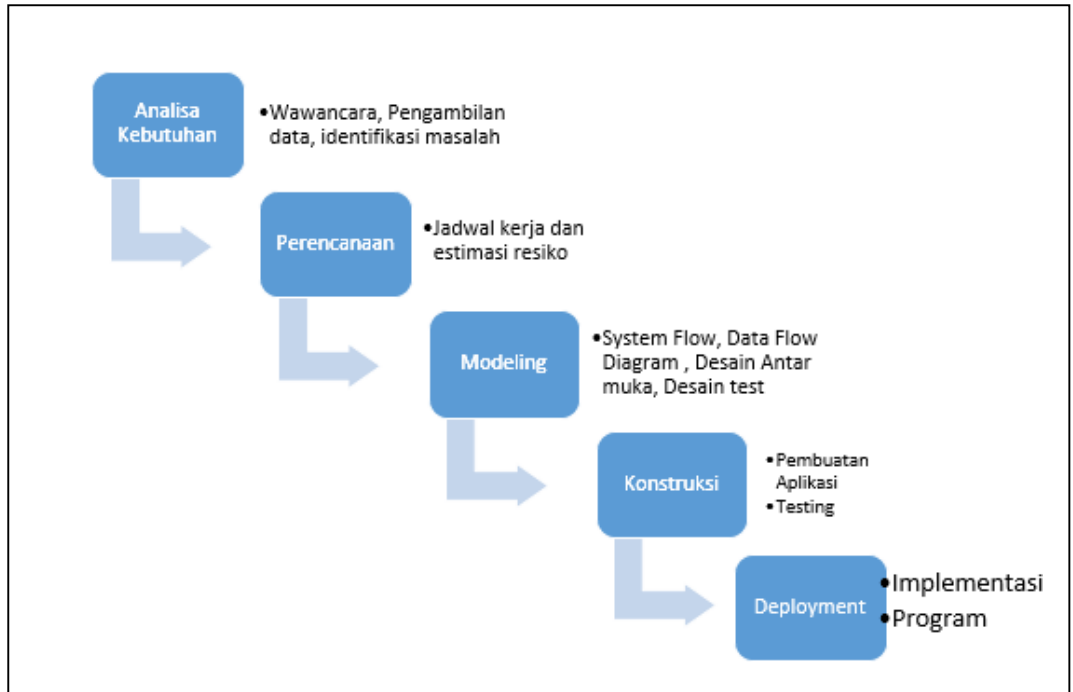 Analisa
Kebutuhan
•Wawancara, Pengambilan
data, identifikasi masalah
Perencanaan
•Jadwal kerja dan
estimasi resiko
Modeling
•System Flow, Data Flow
Diagram , Desain Antar
muka, Desain test
Konstruksi
•Pembuatan
Aplikasi
•Testing
Deployment
•Implementasi
•Program